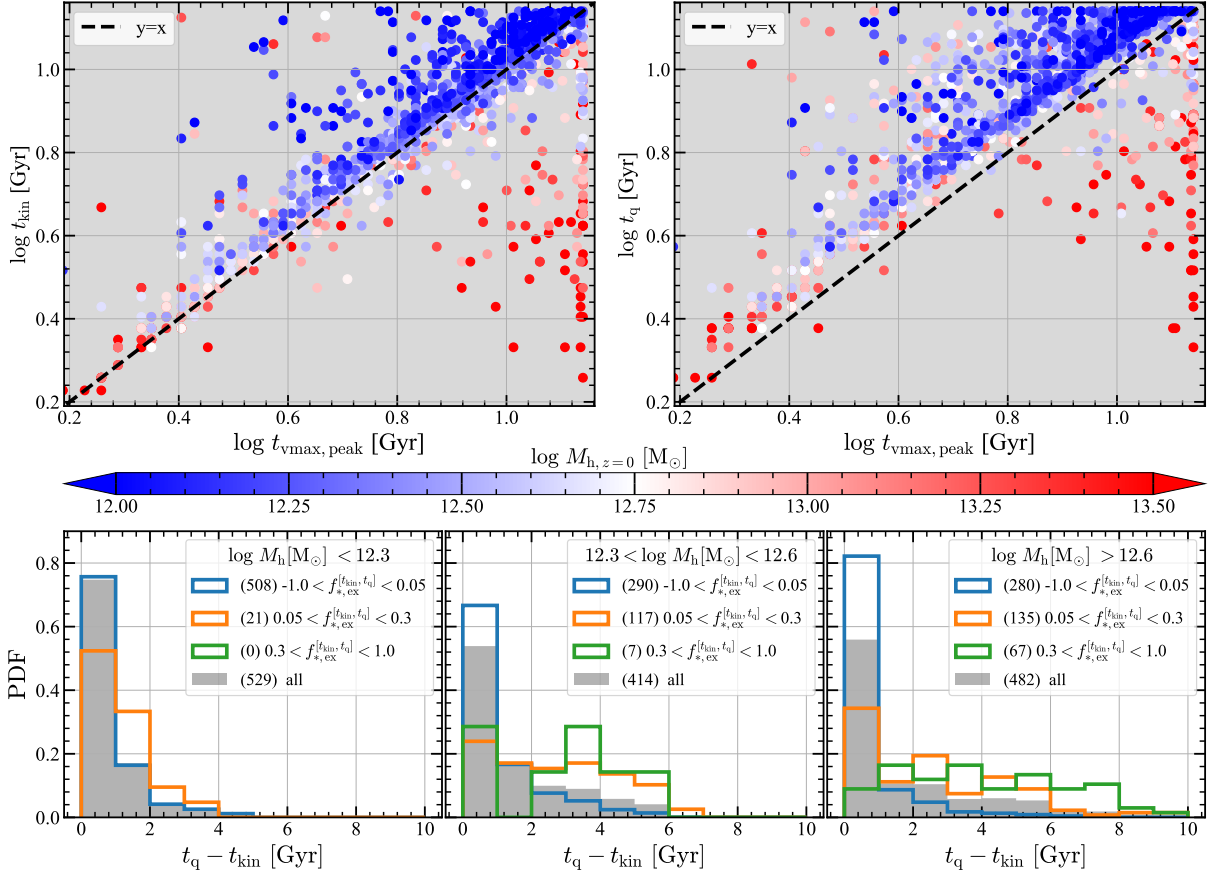 y=x
1.0
0.8
0.6
0.4
0.2
log t_kin [Gyr]
0.2 0.4 0.6 0.8 1.0
log t_vmax,peak [Gyr]
y=x
1.0
0.8
0.6
0.4
0.2
log t_q [Gyr]
0.2 0.4 0.6 0.8 1.0
log t_vmax,peak [Gyr]
log M_h,z=0 [M_⊙]
12.00 12.25 12.50 12.75 13.00 13.25 13.50
PDF
0.8
0.6
0.4
0.2
0.0
log M_h[M_⊙] < 12.3
(508) -1.0 < f_*,ex^[t_kin, t_q] < 0.05
(21) 0.05 < f_*,ex^[t_kin, t_q] < 0.3
(0) 0.3 < f_*,ex^[t_kin, t_q] < 1.0
(529) all
0 2 4 6 8 10
t_q − t_kin [Gyr]
12.3 < log M_h[M_⊙] < 12.6
(290) -1.0 < f_*,ex^[t_kin, t_q] < 0.05
(117) 0.05 < f_*,ex^[t_kin, t_q] < 0.3
(7) 0.3 < f_*,ex^[t_kin, t_q] < 1.0
(414) all
0 2 4 6 8 10
t_q − t_kin [Gyr]
log M_h[M_⊙] > 12.6
(280) -1.0 < f_*,ex^[t_kin, t_q] < 0.05
(135) 0.05 < f_*,ex^[t_kin, t_q] < 0.3
(67) 0.3 < f_*,ex^[t_kin, t_q] < 1.0
(482) all
0 2 4 6 8 10
t_q − t_kin [Gyr]